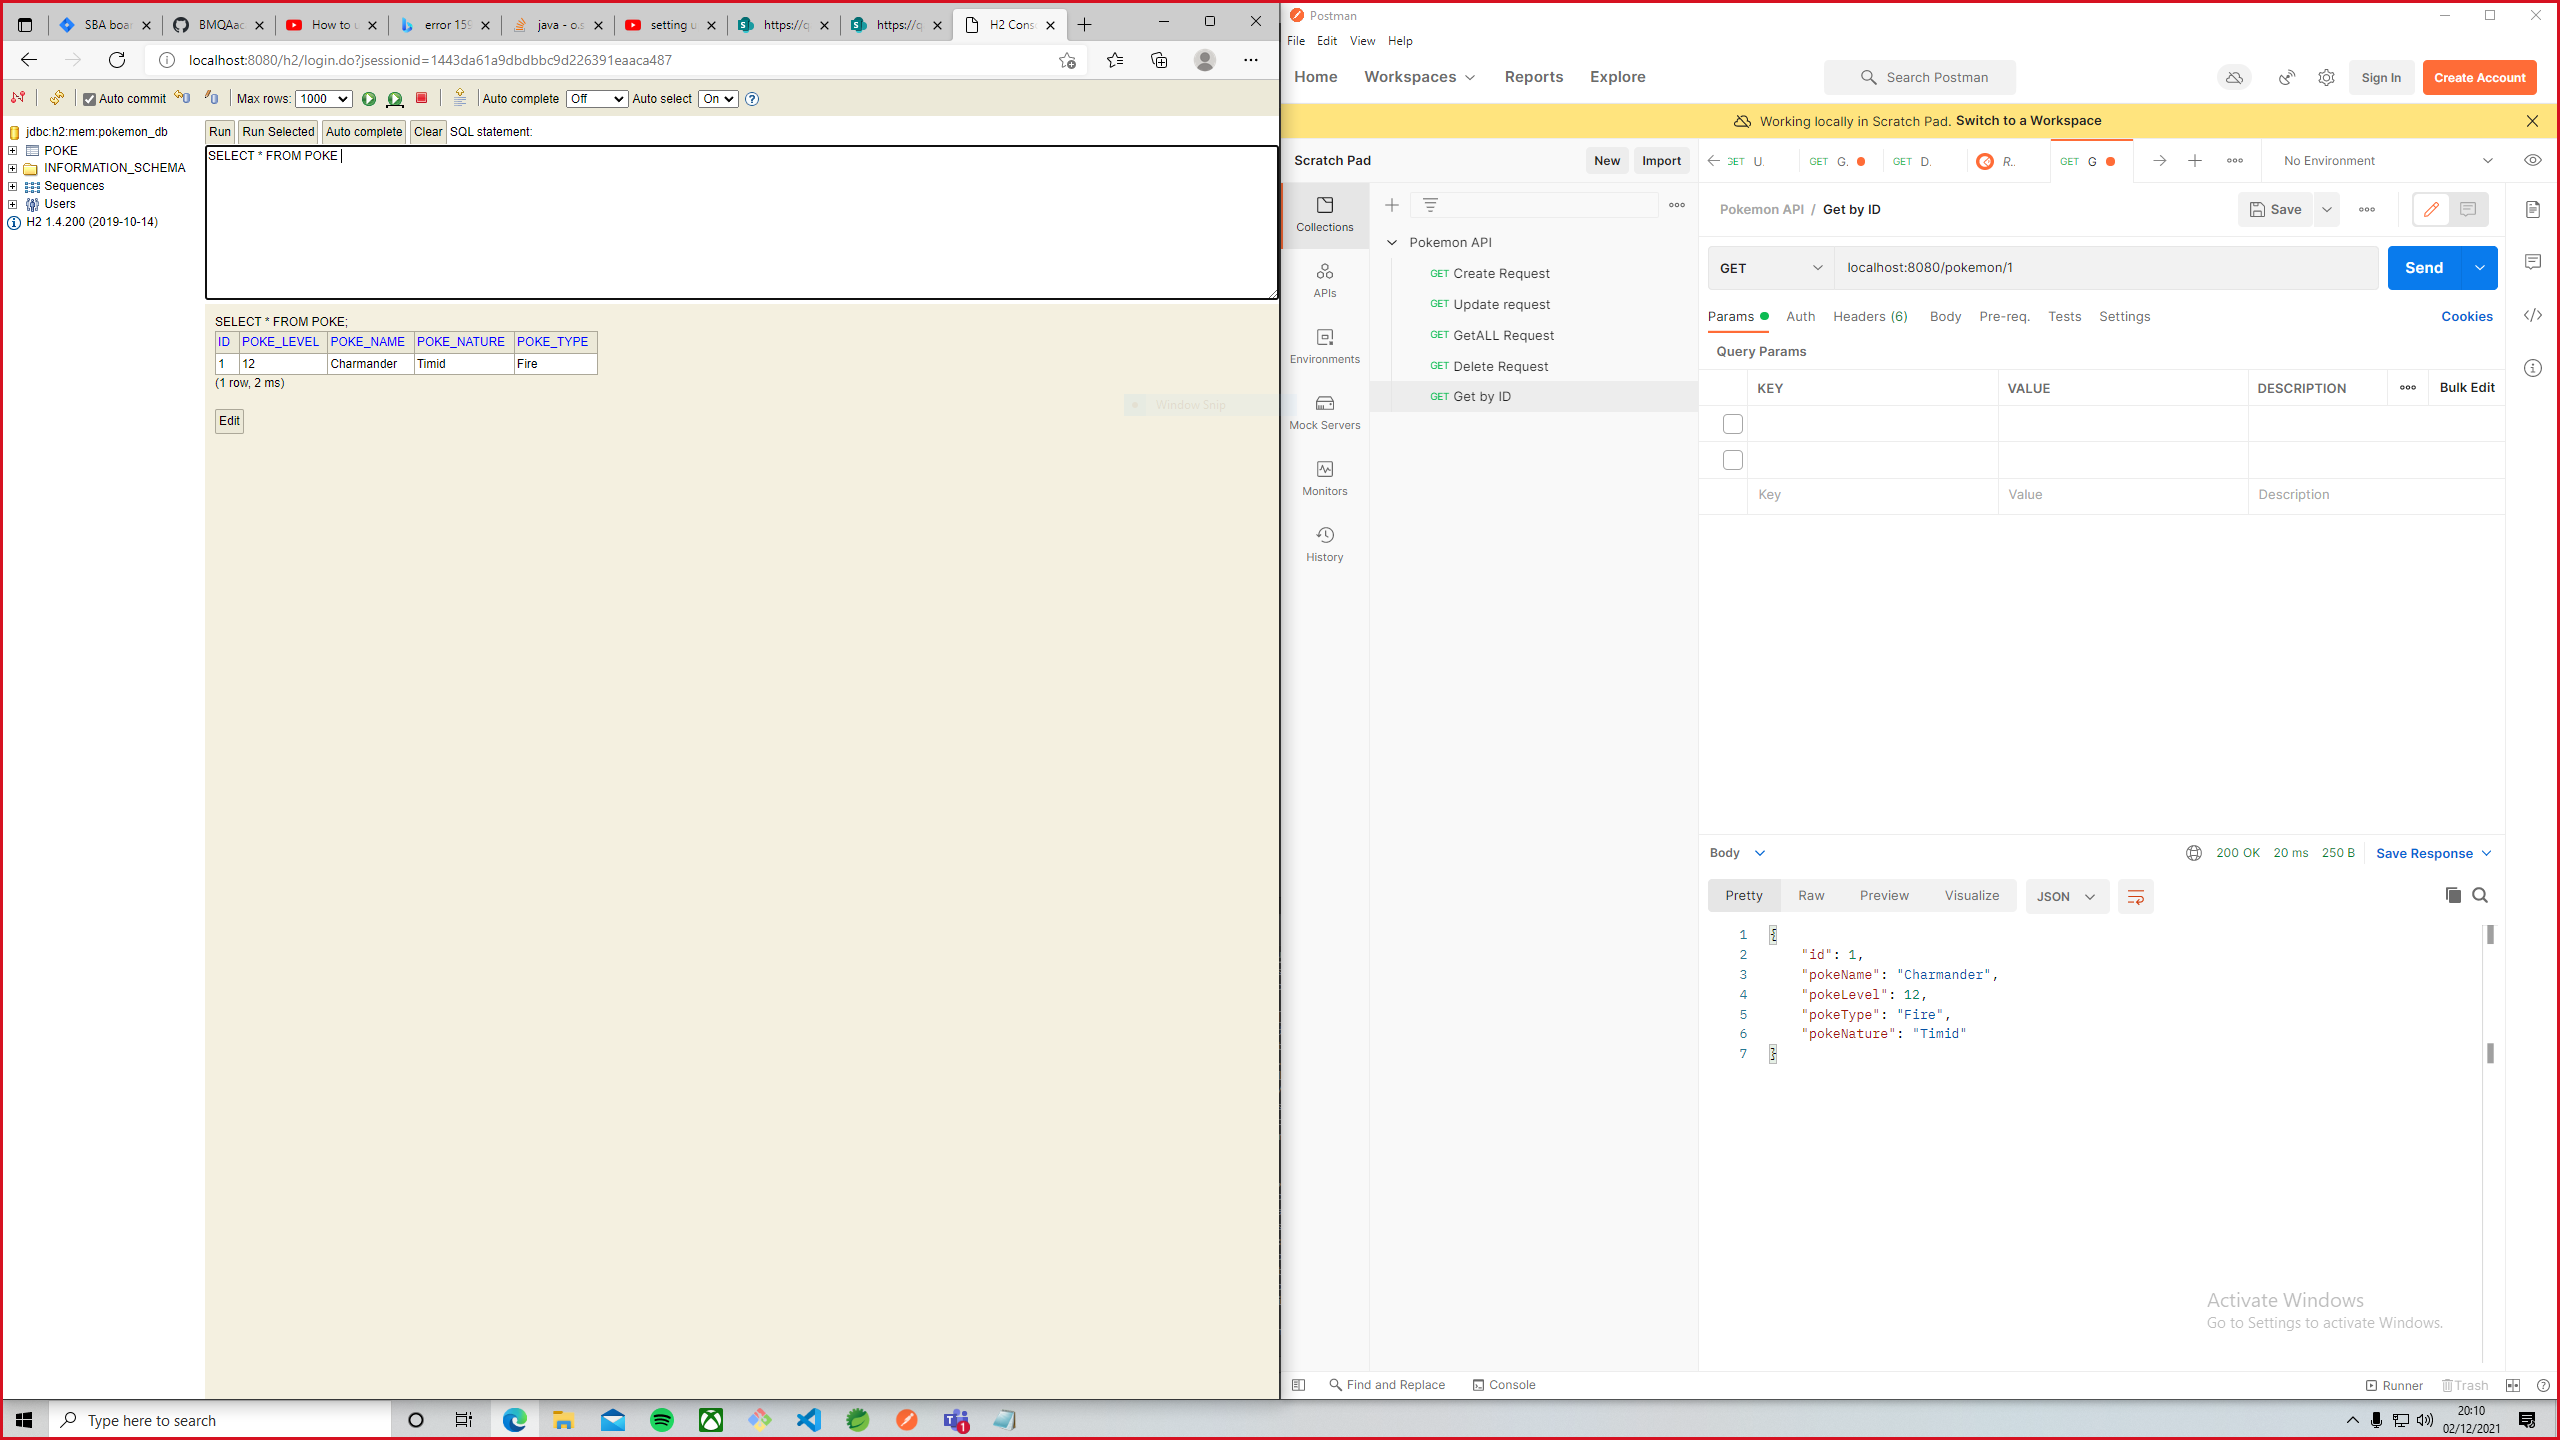 SBA boar
BMQAac
How to u
error 159
java - o.s
setting u
https://q
https://q
H2 Cons
localhost:8080/h2/login.do?jsessionid=1443da61a9dbdbbc9d226391eaaca487
Auto commit Max rows: 1000 Auto complete Off Auto select On
jdbc:h2:mem:pokemon_db
POKE
INFORMATION_SCHEMA
Sequences
Users
H2 1.4.200 (2019-10-14)
Run Run Selected Auto complete Clear SQL statement:
SELECT * FROM POKE
SELECT * FROM POKE;
ID POKE_LEVEL POKE_NAME POKE_NATURE POKE_TYPE
1 12 Charmander Timid Fire
(1 row, 2 ms)
Edit
Window Snip
Postman
File Edit View Help
Home Workspaces Reports Explore Search Postman Sign In Create Account
Working locally in Scratch Pad. Switch to a Workspace
Scratch Pad New Import
GET U. GET G. GET D. R.. GET G No Environment
Collections
APIs
Environments
Mock Servers
Monitors
History
Pokemon API
GET Create Request
GET Update request
GET GetALL Request
GET Delete Request
GET Get by ID
Pokemon API / Get by ID Save
GET localhost:8080/pokemon/1 Send
Params Auth Headers (6) Body Pre-req. Tests Settings Cookies
Query Params
KEY VALUE DESCRIPTION Bulk Edit
Key Value Description
Body 200 OK 20 ms 250 B Save Response
Pretty Raw Preview Visualize JSON
1 {
2 "id": 1,
3 "pokeName": "Charmander",
4 "pokeLevel": 12,
5 "pokeType": "Fire",
6 "pokeNature": "Timid"
7 }
Activate Windows
Go to Settings to activate Windows.
Find and Replace Console Runner Trash
Type here to search
1
20:10
02/12/2021